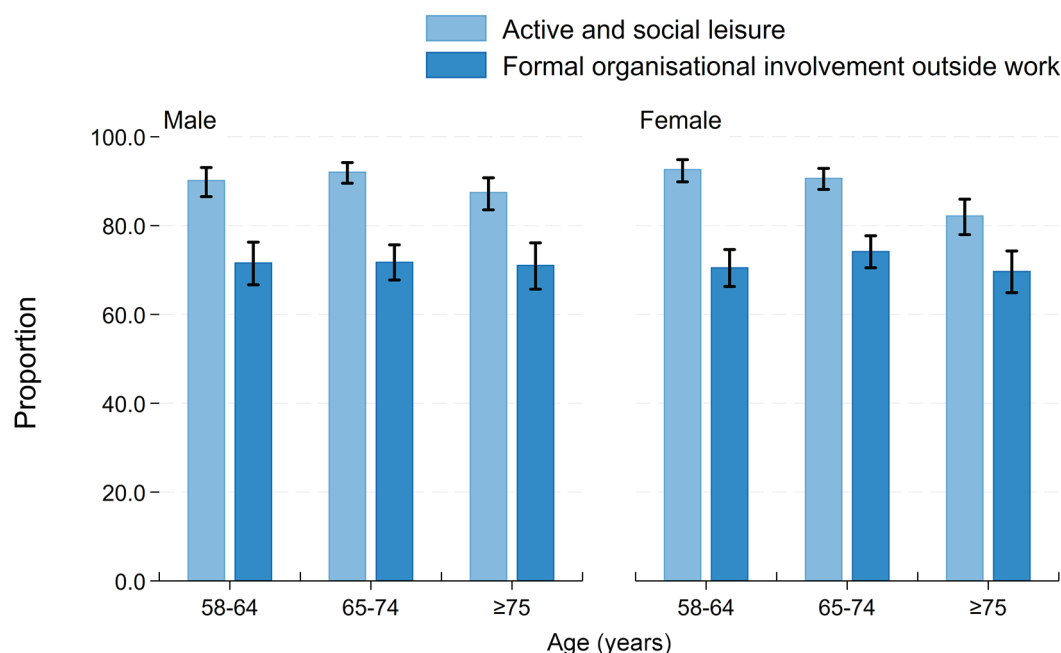 Active and social leisure
Formal organisational involvement outside work
Male
Female
Proportion
100.0
80.0
60.0
40.0
20.0
0.0
58-64
65-74
≥75
58-64
65-74
≥75
Age (years)